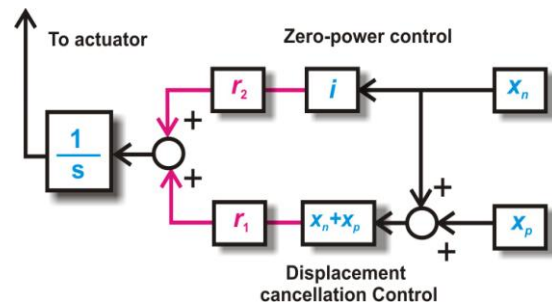 To actuator
Zero-power control
r2
i
xn
+
1
s
+
+
r1
xn+xp
+
xp
Displacement
cancellation Control